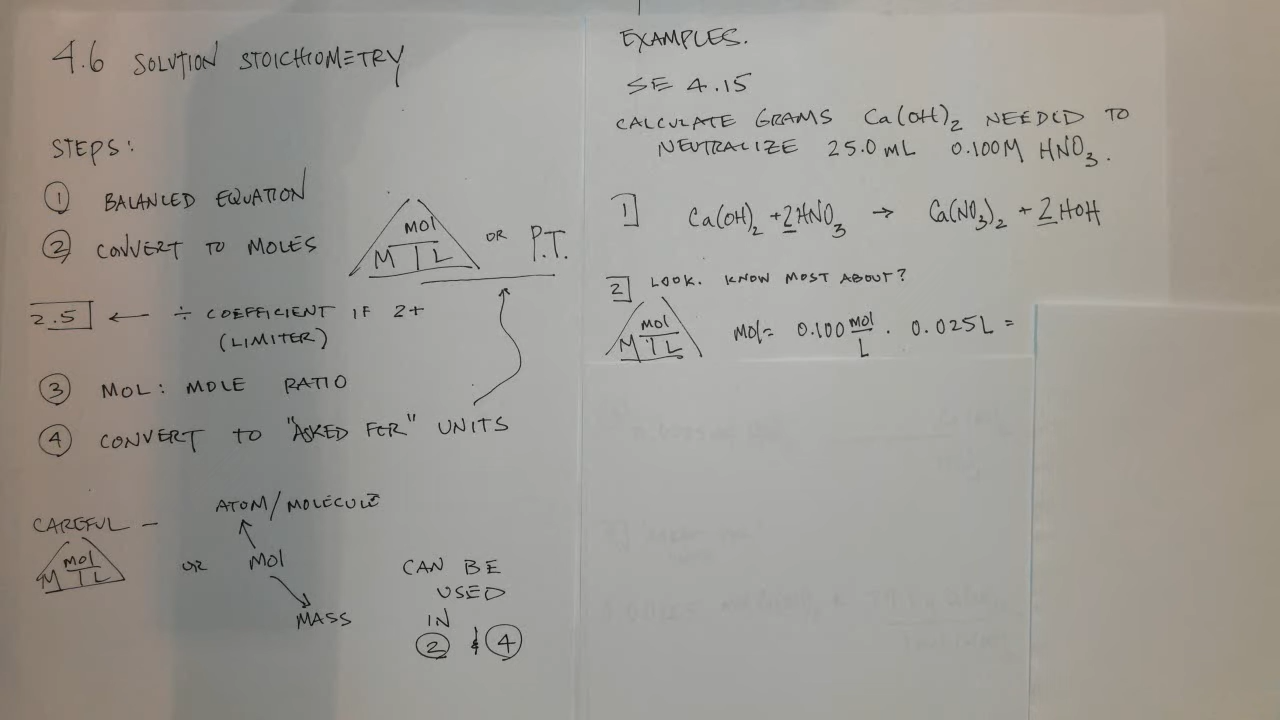 4.6 SOLUTION STOICHIOMETRY
STEPS:
① BALANCED EQUATION
② CONVERT TO MOLES
mol
M | L
OR P.T.
2.5 ← ÷ COEFFICIENT IF 2+
(LIMITER)
③ MOL: MOLE RATIO
④ CONVERT TO "ASKED FOR" UNITS
CAREFUL -
mol
M | L
OR
ATOM/MOLECULE
Mol
MASS
CAN BE
USED
IN
② & ④
EXAMPLES.
SE 4.15
CALCULATE GRAMS Ca(OH)₂ NEEDED TO
NEUTRALIZE 25.0 mL 0.100M HNO₃.
1 Ca(OH)₂ + 2HNO₃ → Ca(NO₃)₂ + 2HOH
2 LOOK. KNOW MOST ABOUT?
mol
M | L
mol= 0.100 mol/L · 0.025L =